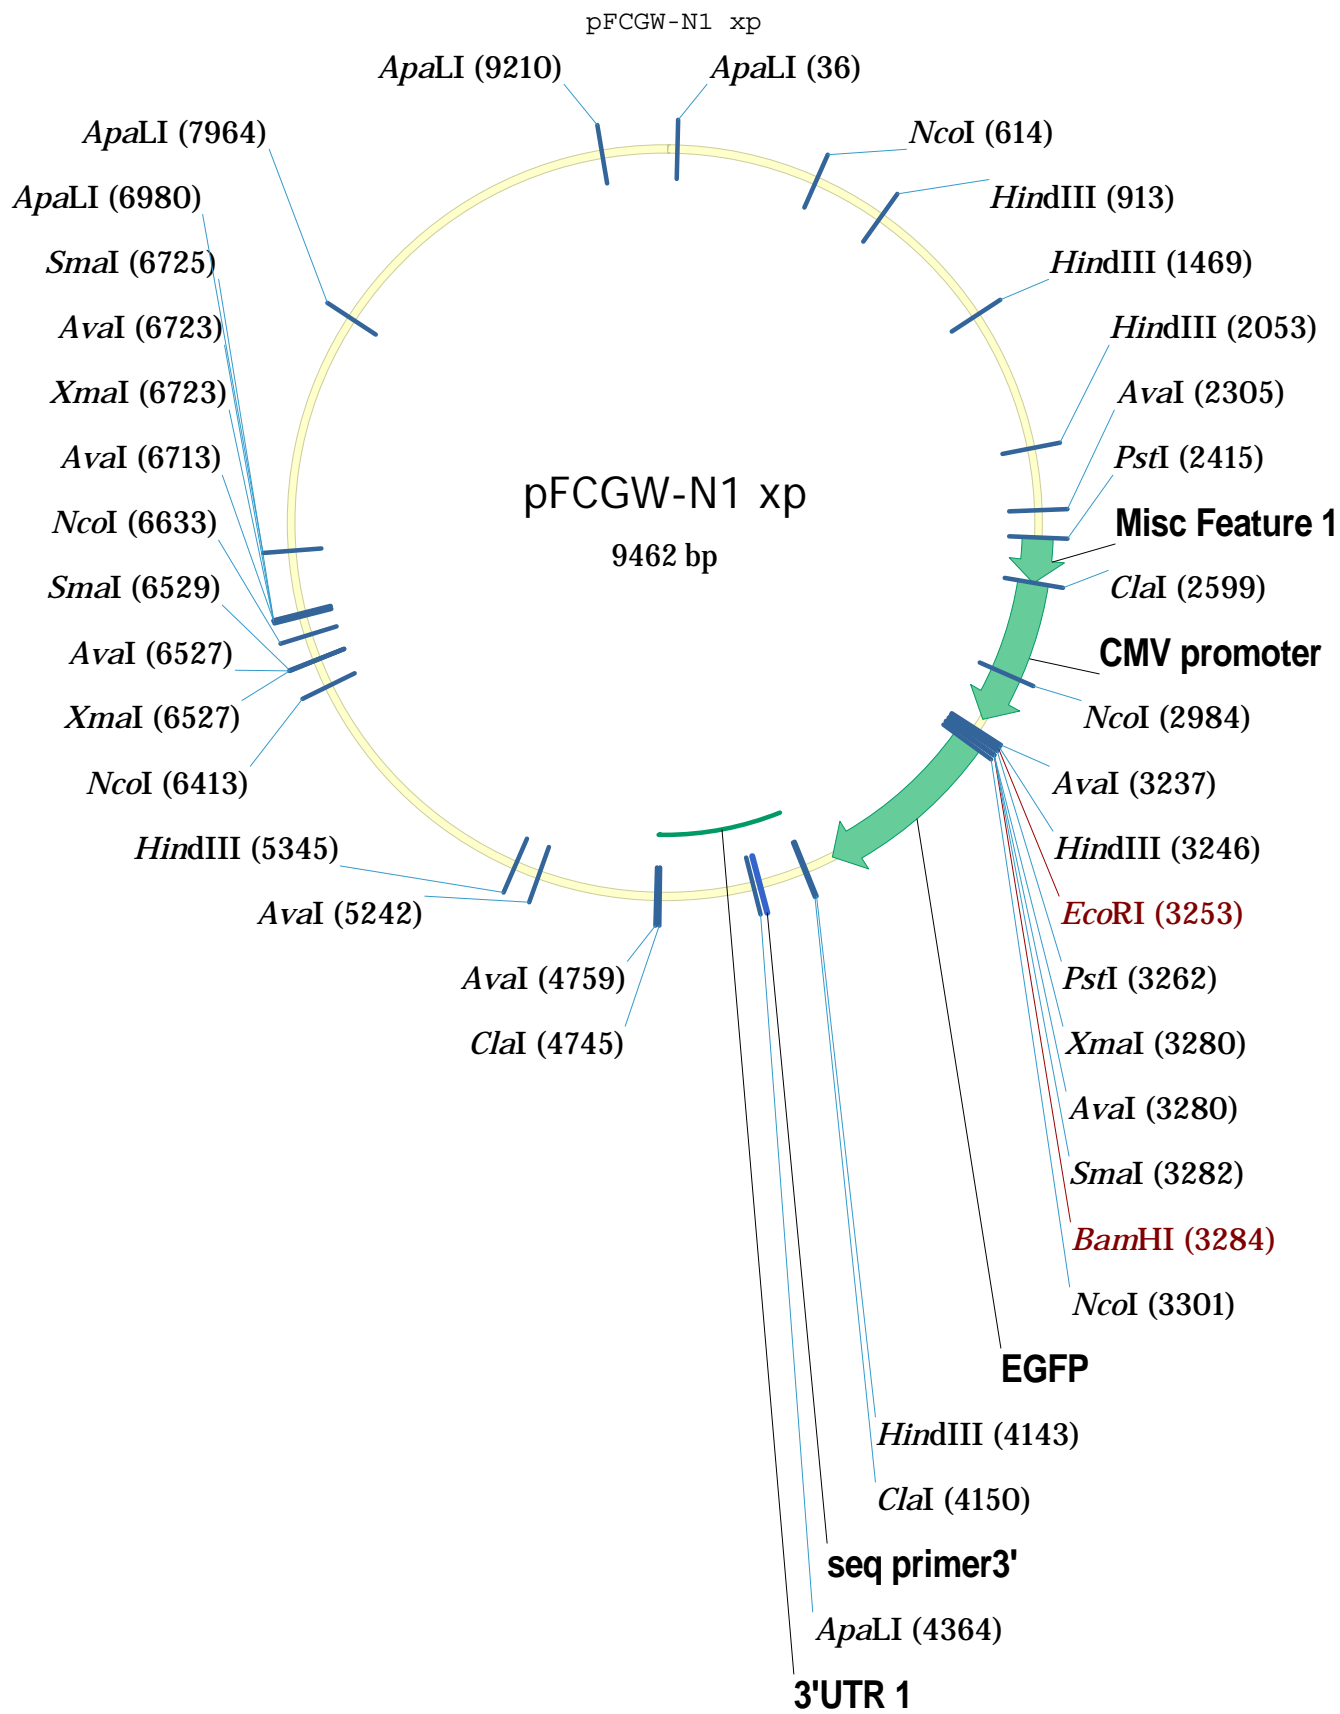 pFCGW-N1 xp
ApaLI (9210)
ApaLI (36)
ApaLI (7964)
NcoI (614)
ApaLI (6980)
HindIII (913)
SmaI (6725)
HindIII (1469)
AvaI (6723)
HindIII (2053)
XmaI (6723)
AvaI (2305)
AvaI (6713)
PstI (2415)
pFCGW-N1 xp
9462 bp
NcoI (6633)
Misc Feature 1
SmaI (6529)
ClaI (2599)
AvaI (6527)
CMV promoter
XmaI (6527)
NcoI (2984)
NcoI (6413)
AvaI (3237)
HindIII (5345)
HindIII (3246)
AvaI (5242)
EcoRI (3253)
AvaI (4759)
PstI (3262)
ClaI (4745)
XmaI (3280)
AvaI (3280)
SmaI (3282)
BamHI (3284)
NcoI (3301)
EGFP
HindIII (4143)
ClaI (4150)
seq primer3'
ApaLI (4364)
3'UTR 1